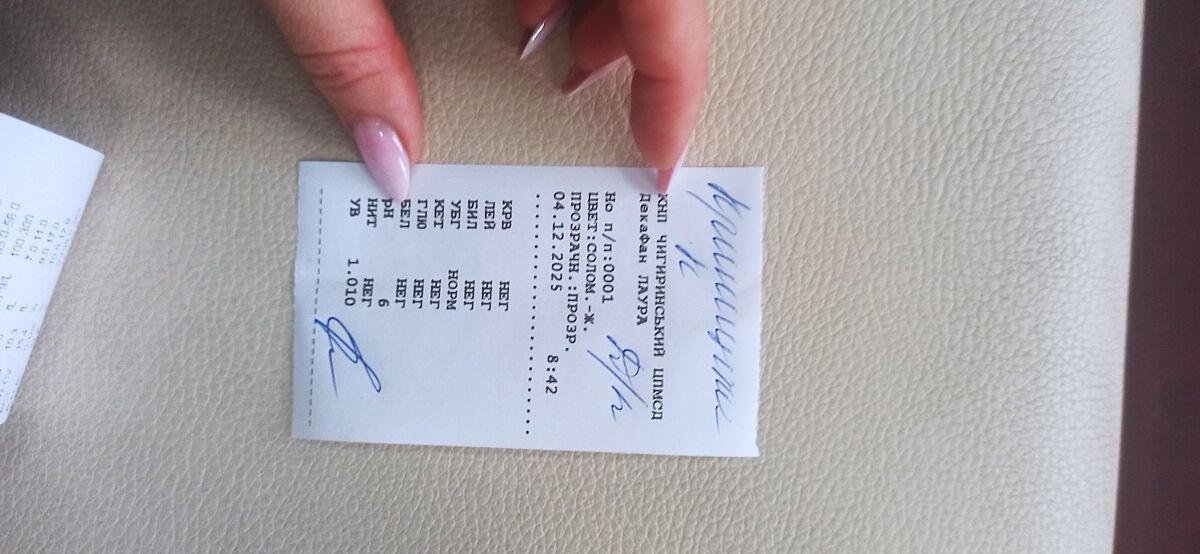 КНП ЧИГИРИНСЬКИЙ ЦПМСД
ДекаФан ЛАУРА
Но п/п:0001
ЦВЕТ:СОЛОМ.-Ж.
ПРОЗРАЧН.:ПРОЗР.
04.12.2025 8:42
............................
КРВ НЕГ
ЛЕЙ НЕГ
БИЛ НЕГ
УБГ НОРМ
КЕТ НЕГ
ГЛЮ НЕГ
БЕЛ НЕГ
рН 6
НИТ НЕГ
УВ 1.010